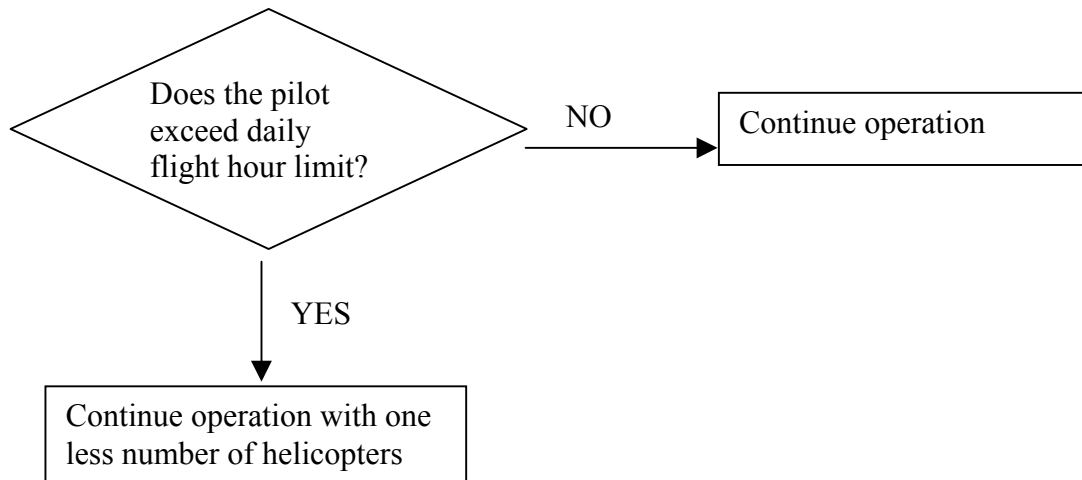 Does the pilot
exceed daily
flight hour limit?
NO
Continue operation
YES
Continue operation with one
less number of helicopters